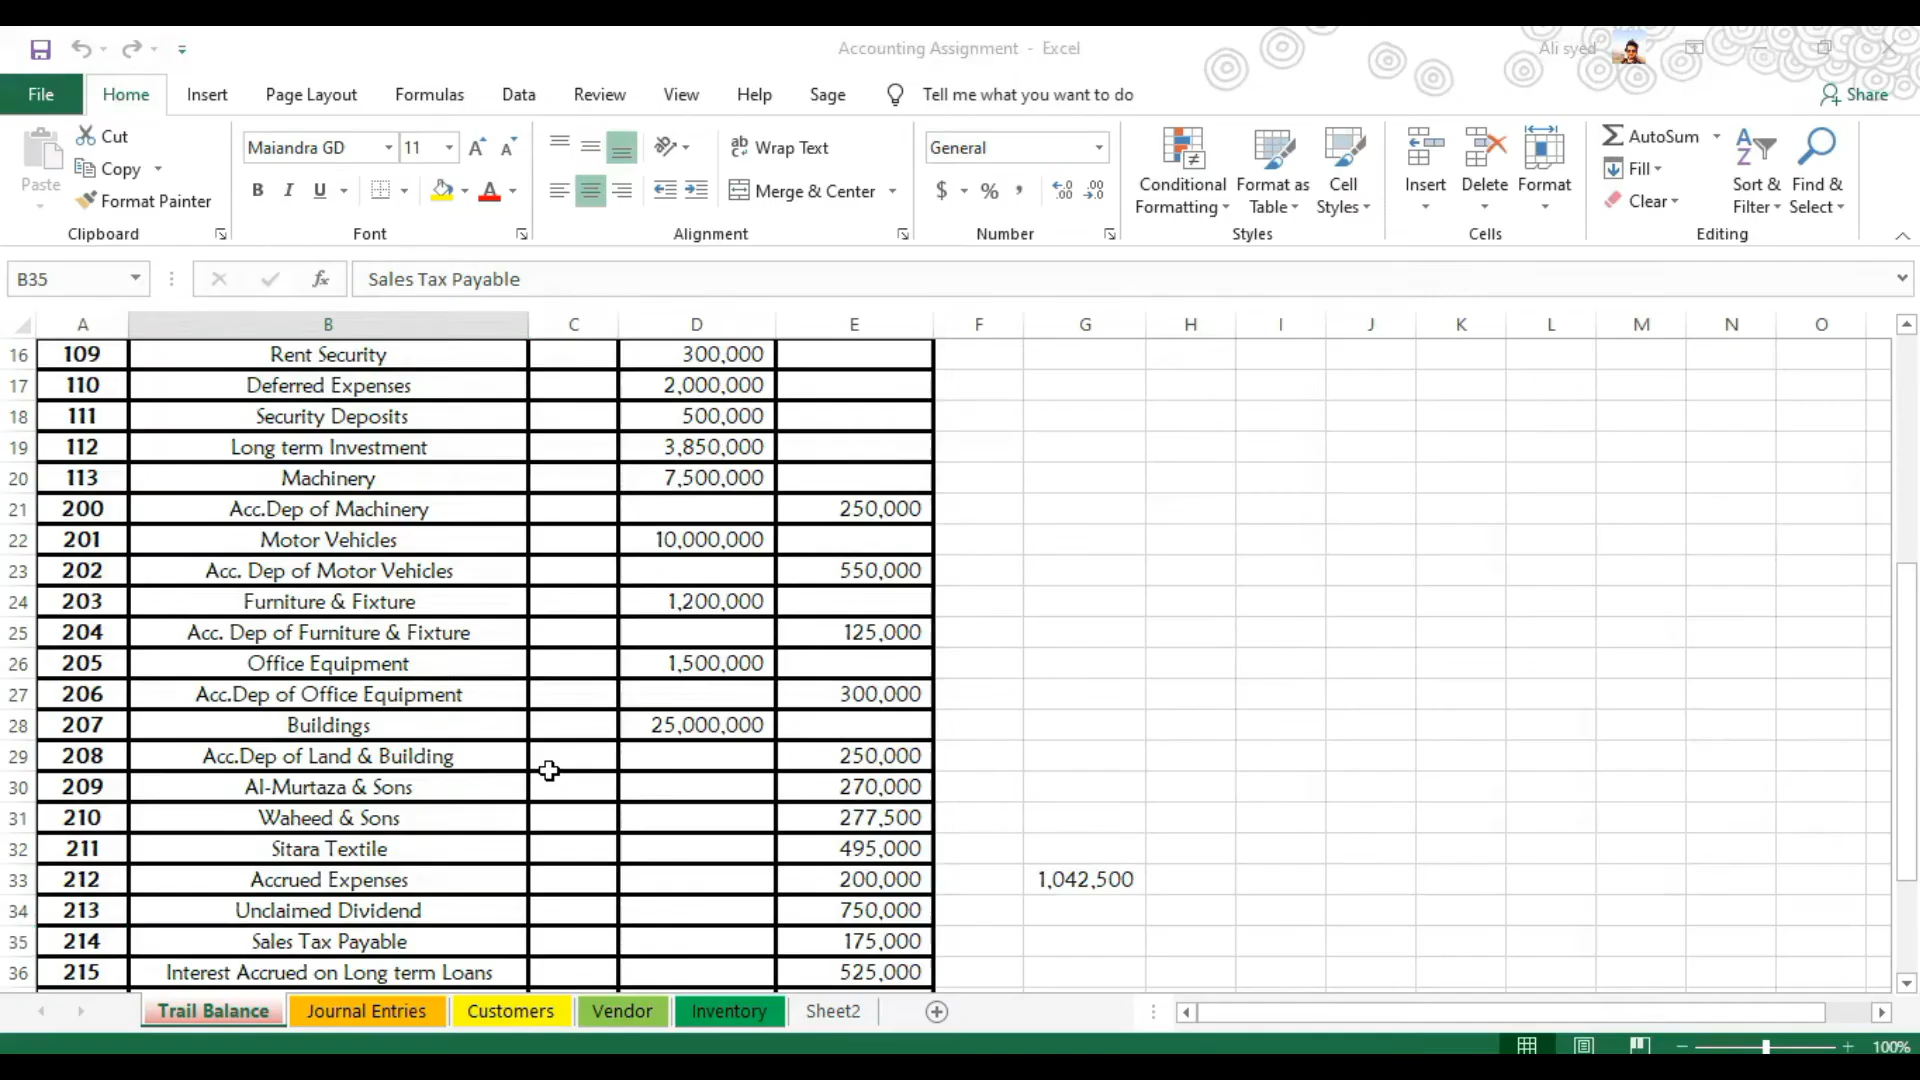 Accounting Assignment - Excel
Ali syed
File Home Insert Page Layout Formulas Data Review View Help Sage Tell me what you want to do Share
Paste
Cut
Copy
Format Painter
Clipboard
Maiandra GD 11
B I U
Font
ab Wrap Text
Merge & Center
Alignment
General
$ % ,
Number
Conditional Formatting
Format as Table
Cell Styles
Styles
Insert Delete Format
Cells
AutoSum
Fill
Clear
Sort & Filter
Find & Select
Editing
B35 fx Sales Tax Payable
A B C D E F G H I J K L M N O
16 109 Rent Security 300,000
17 110 Deferred Expenses 2,000,000
18 111 Security Deposits 500,000
19 112 Long term Investment 3,850,000
20 113 Machinery 7,500,000
21 200 Acc.Dep of Machinery 250,000
22 201 Motor Vehicles 10,000,000
23 202 Acc. Dep of Motor Vehicles 550,000
24 203 Furniture & Fixture 1,200,000
25 204 Acc. Dep of Furniture & Fixture 125,000
26 205 Office Equipment 1,500,000
27 206 Acc.Dep of Office Equipment 300,000
28 207 Buildings 25,000,000
29 208 Acc.Dep of Land & Building 250,000
30 209 Al-Murtaza & Sons 270,000
31 210 Waheed & Sons 277,500
32 211 Sitara Textile 495,000
33 212 Accrued Expenses 200,000 1,042,500
34 213 Unclaimed Dividend 750,000
35 214 Sales Tax Payable 175,000
36 215 Interest Accrued on Long term Loans 525,000
Trail Balance Journal Entries Customers Vendor Inventory Sheet2
100%